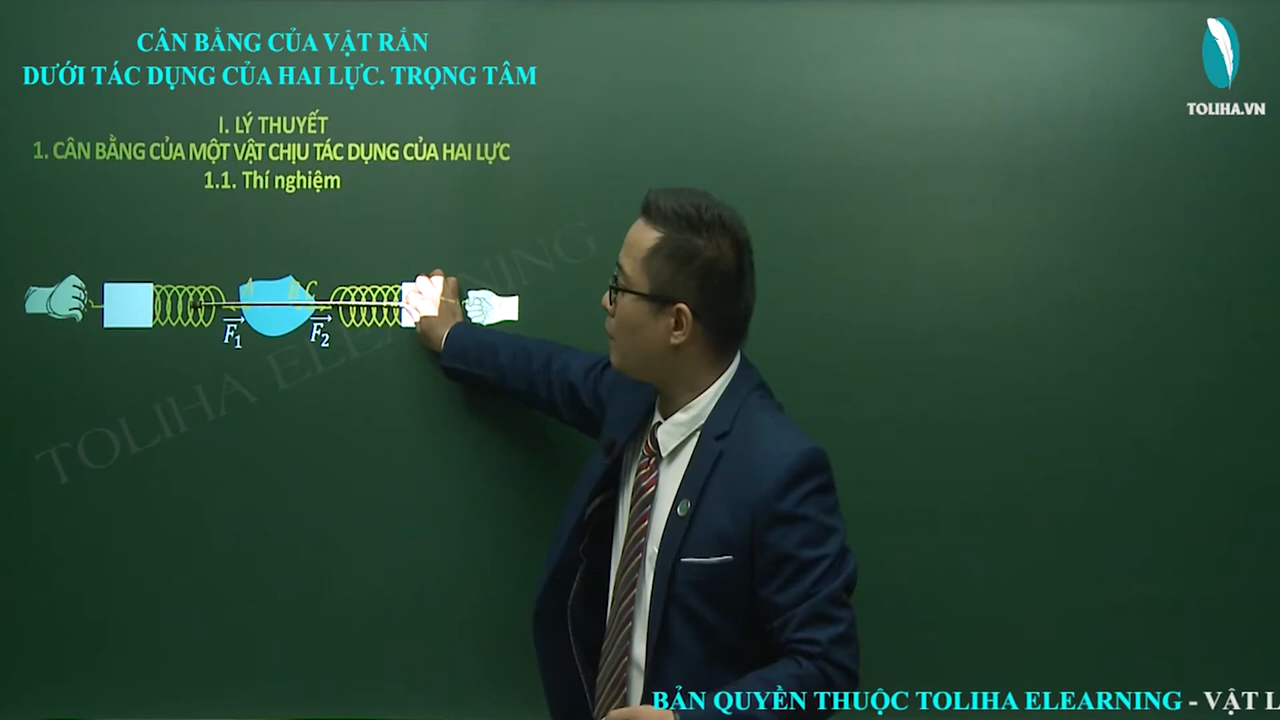 CÂN BẰNG CỦA VẬT RẮN
DƯỚI TÁC DỤNG CỦA HAI LỰC. TRỌNG TÂM
TOLIHA.VN
I. LÝ THUYẾT
1. CÂN BẰNG CỦA MỘT VẬT CHỊU TÁC DỤNG CỦA HAI LỰC
1.1. Thí nghiệm
A B C
F₁ F₂
TOLIHA ELEARNING
BẢN QUYỀN THUỘC TOLIHA ELEARNING - VẬT L